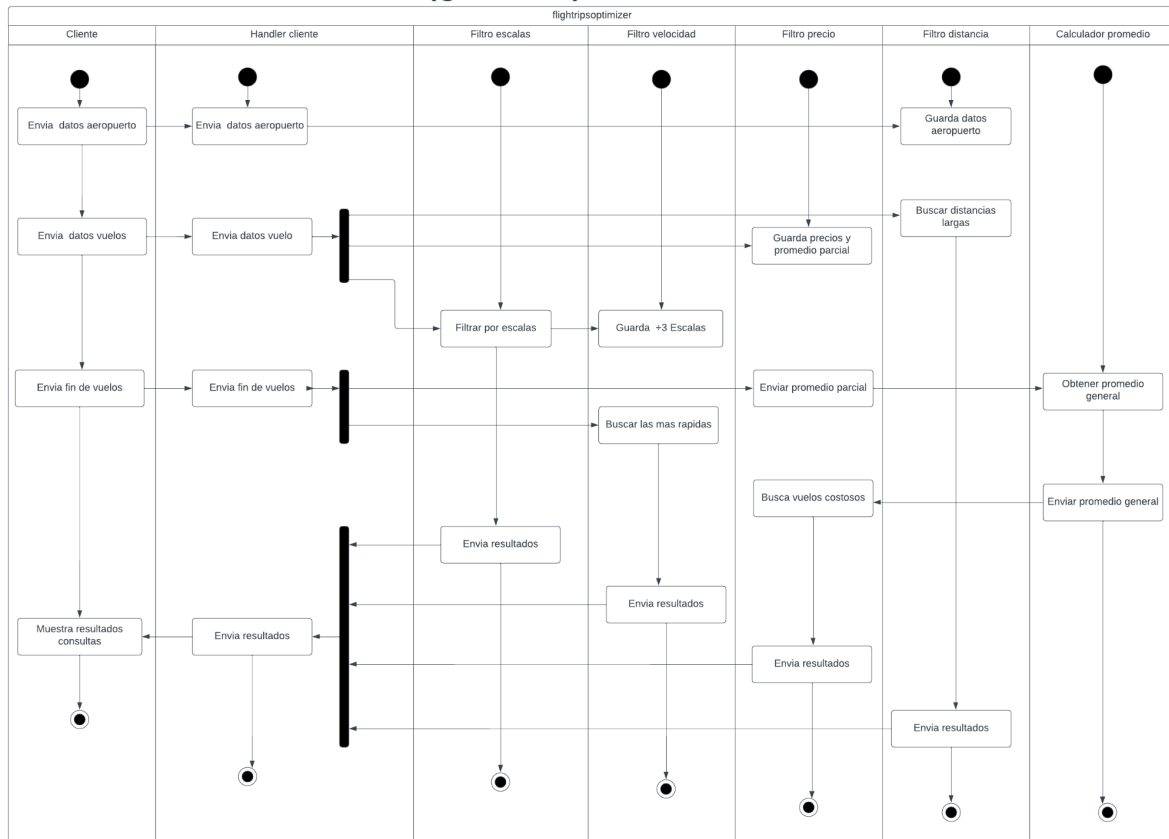 flightripsoptimizer
Cliente
Handler cliente
Filtro escalas
Filtro velocidad
Filtro precio
Filtro distancia
Calculador promedio
Envia datos aeropuerto
Envia datos aeropuerto
Guarda datos
aeropuerto
Envia datos vuelos
Envia datos vuelo
Guarda precios y
promedio parcial
Buscar distancias
largas
Filtrar por escalas
Guarda +3 Escalas
Envia fin de vuelos
Envia fin de vuelos
Enviar promedio parcial
Obtener promedio
general
Buscar las mas rapidas
Busca vuelos costosos
Enviar promedio general
Envia resultados
Envia resultados
Muestra resultados
consultas
Envia resultados
Envia resultados
Envia resultados